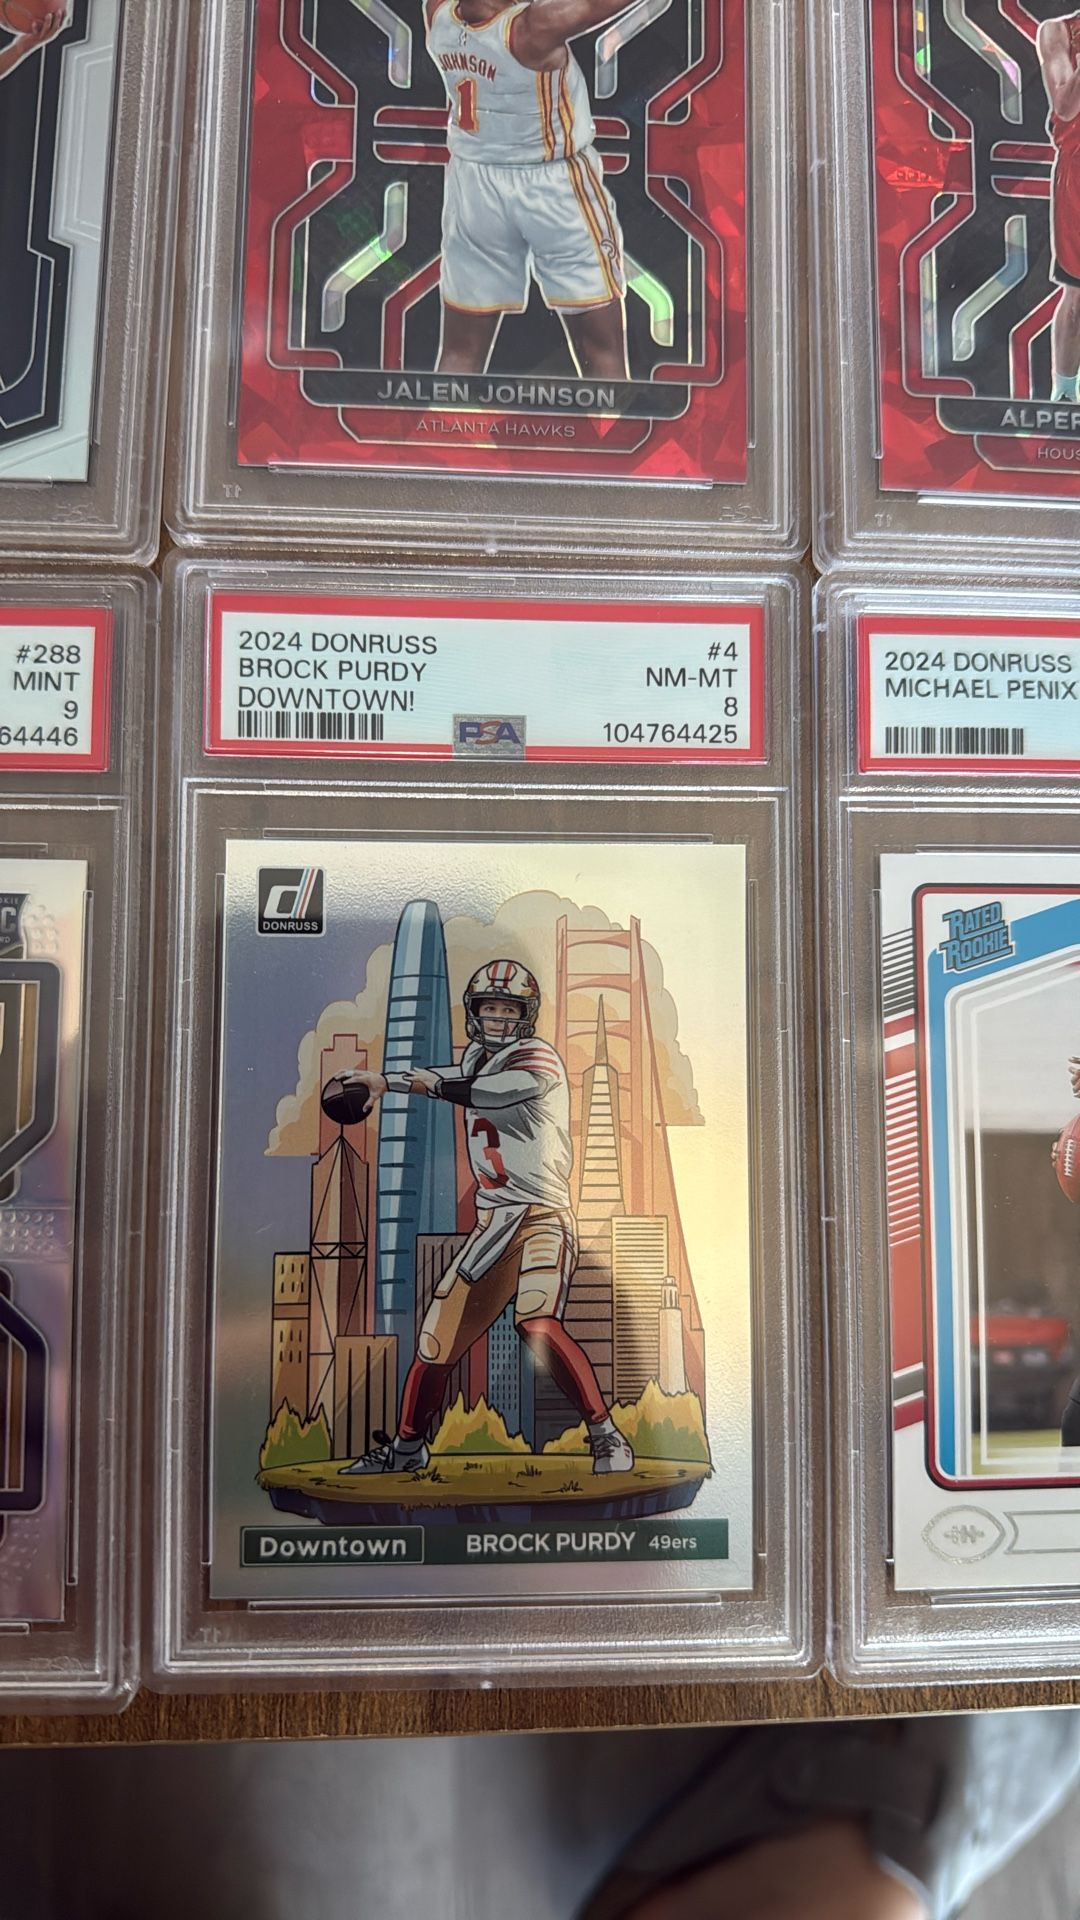 JOHNSON
1
JALEN JOHNSON
ATLANTA HAWKS
ALPER
HOUS
#288
MINT
9
64446
2024 DONRUSS
BROCK PURDY
DOWNTOWN!
#4
NM-MT
8
PSA
104764425
2024 DONRUSS
MICHAEL PENIX
DONRUSS
3
RATED
ROOKIE
Downtown
BROCK PURDY 49ers